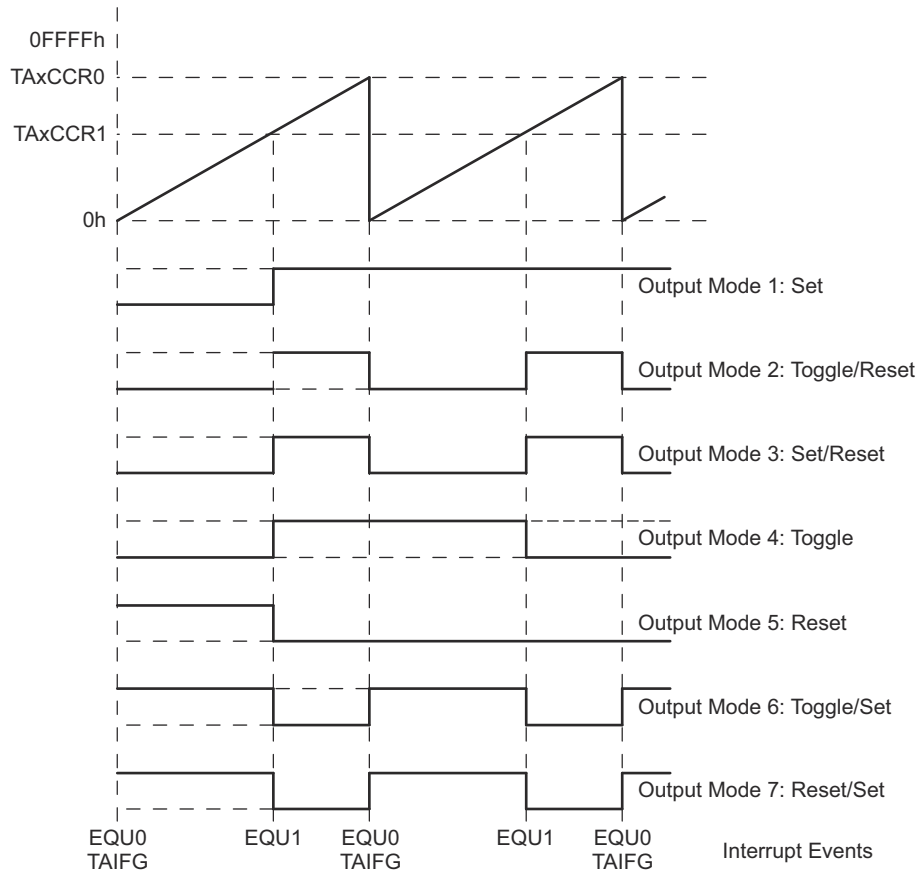 0FFFFh
TAxCCR0
TAxCCR1
0h
Output Mode 1: Set
Output Mode 2: Toggle/Reset
Output Mode 3: Set/Reset
Output Mode 4: Toggle
Output Mode 5: Reset
Output Mode 6: Toggle/Set
Output Mode 7: Reset/Set
EQU0 EQU1 EQU0 EQU1 EQU0
TAIFG TAIFG TAIFG
Interrupt Events